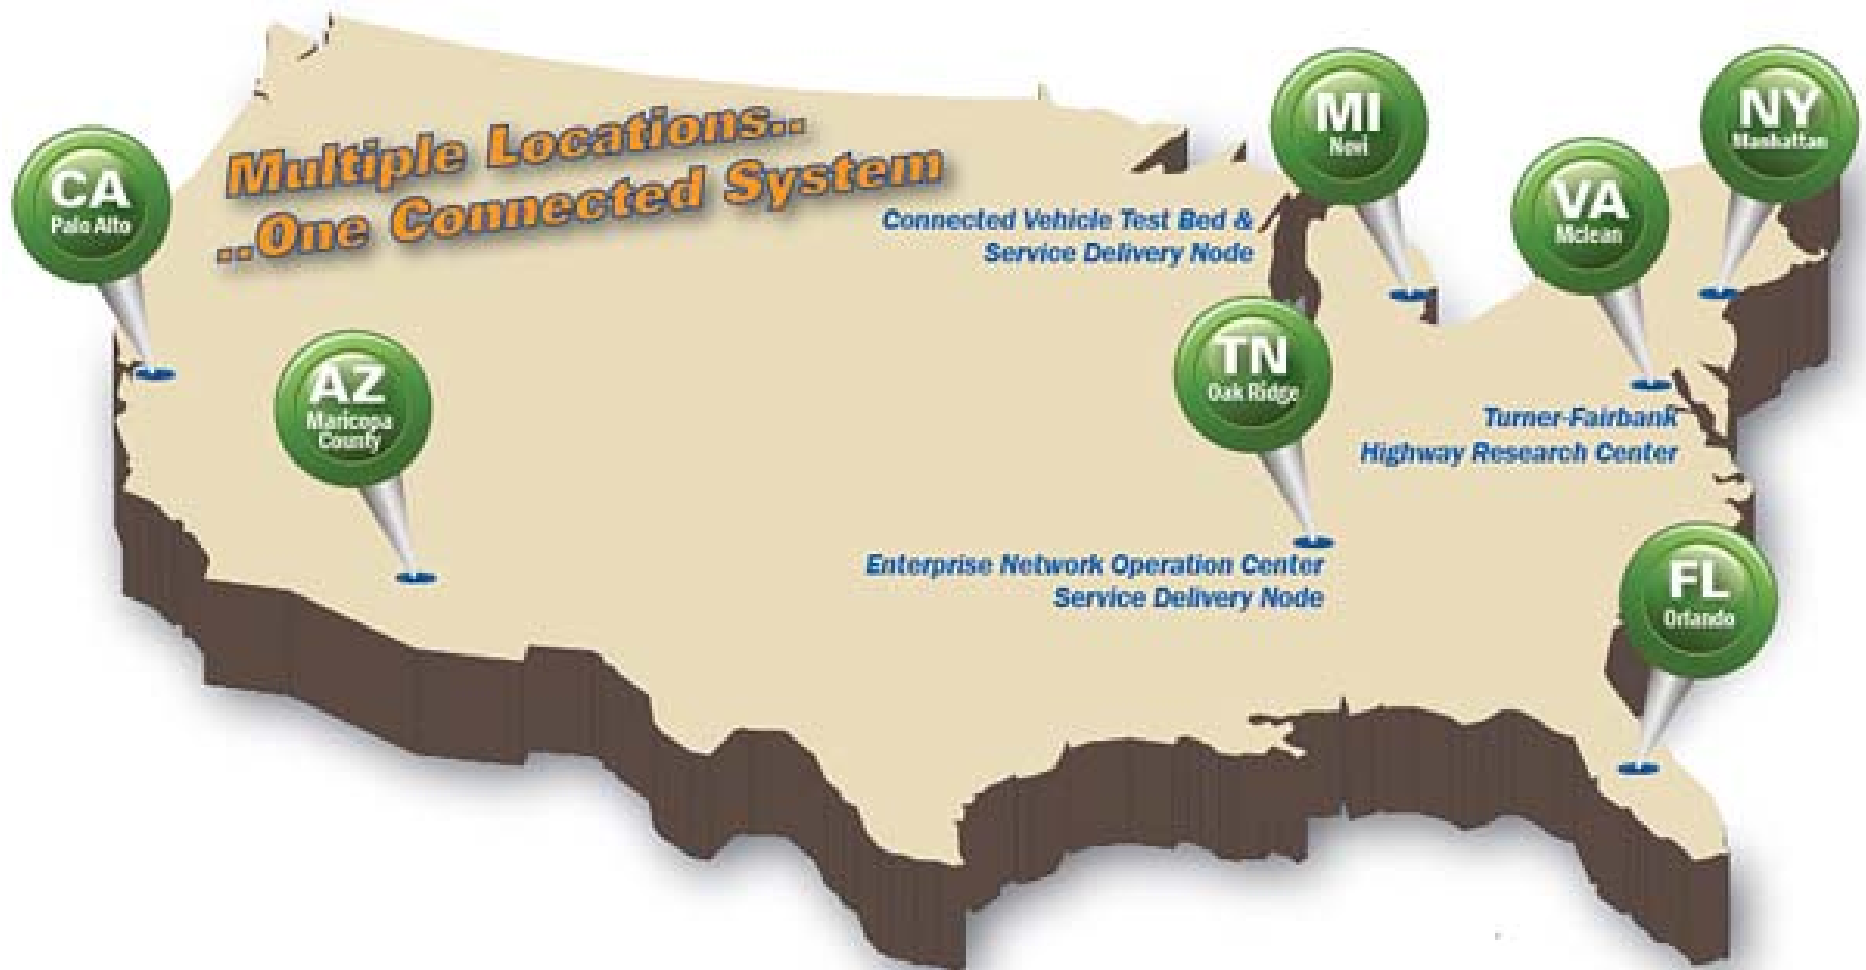 Multiple Locations..
..One Connected System
CA
Palo Alto
AZ
Maricopa
County
MI
Novi
Connected Vehicle Test Bed &
Service Delivery Node
NY
Manhattan
VA
Mclean
Turner-Fairbank
Highway Research Center
TN
Oak Ridge
Enterprise Network Operation Center
Service Delivery Node
FL
Orlando